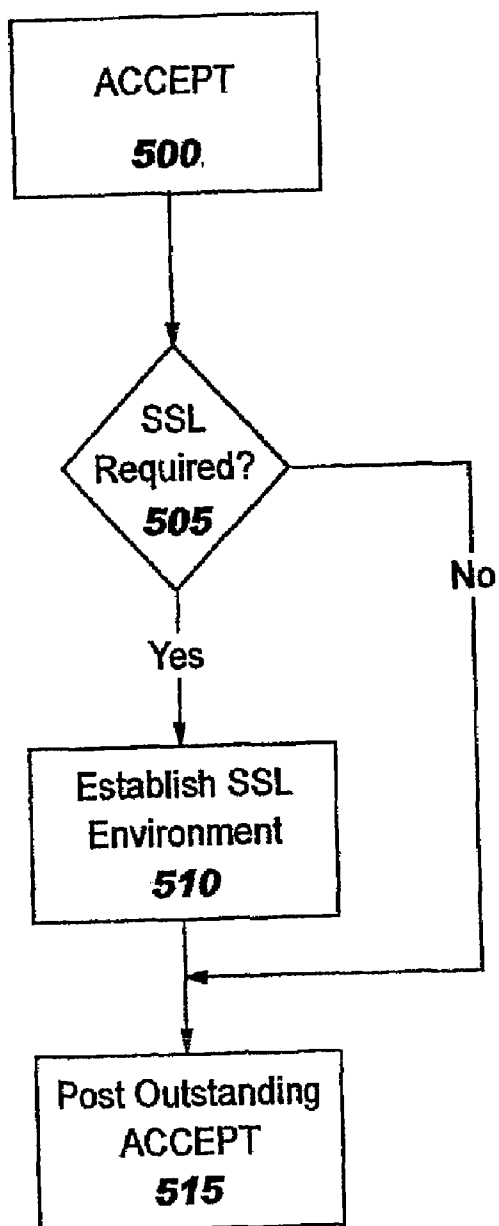 ACCEPT
500
SSL
Required?
505
No
Yes
Establish SSL
Environment
510
Post Outstanding
ACCEPT
515